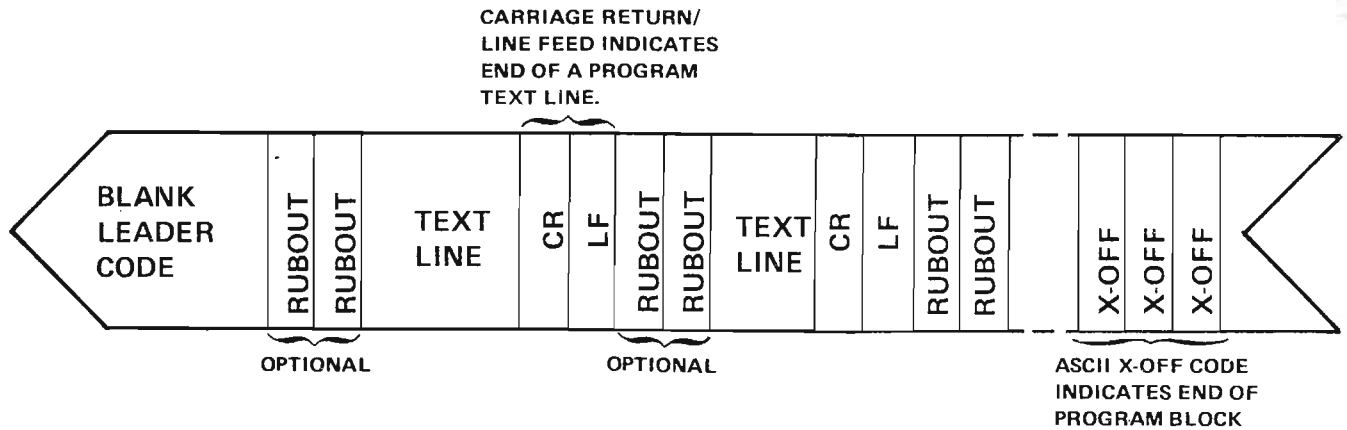 CARRIAGE RETURN/
LINE FEED INDICATES
END OF A PROGRAM
TEXT LINE.
BLANK
LEADER
CODE
RUBOUT
RUBOUT
TEXT
LINE
CR
LF
RUBOUT
RUBOUT
TEXT
LINE
CR
LF
RUBOUT
RUBOUT
X-OFF
X-OFF
X-OFF
OPTIONAL
OPTIONAL
ASCII X-OFF CODE
INDICATES END OF
PROGRAM BLOCK